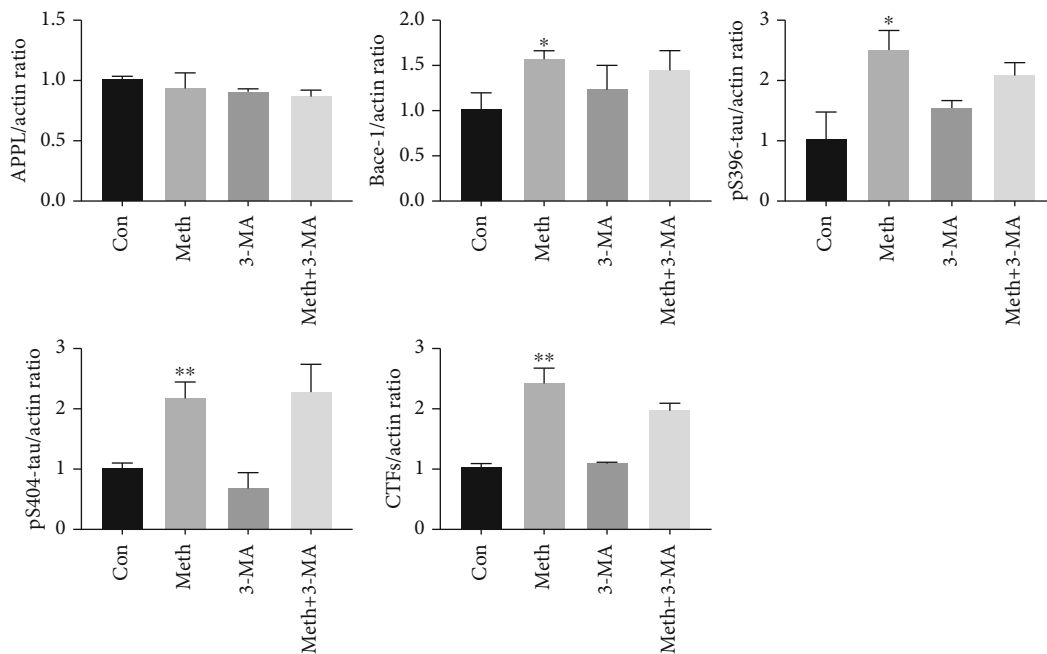 APPL/actin ratio
1.5
1.0
0.5
0.0
Con
Meth
3-MA
Meth+3-MA
Bace-1/actin ratio
2.0
1.5
1.0
0.5
0.0
*
Con
Meth
3-MA
Meth+3-MA
pS396-tau/actin ratio
3
2
1
0
*
Con
Meth
3-MA
Meth+3-MA
pS404-tau/actin ratio
3
2
1
0
**
Con
Meth
3-MA
Meth+3-MA
CTFs/actin ratio
3
2
1
0
**
Con
Meth
3-MA
Meth+3-MA